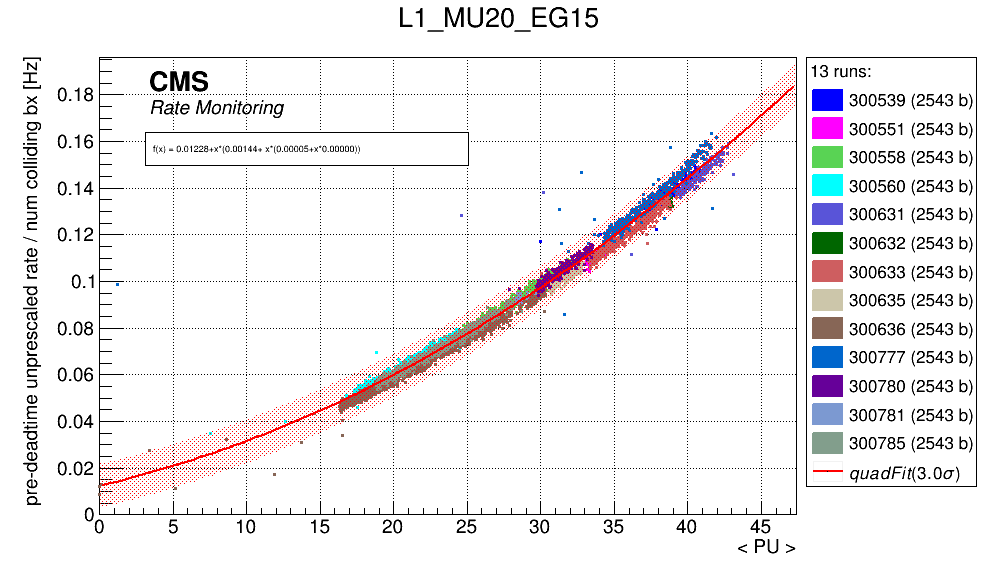 L1_MU20_EG15
pre-deadtime unprescaled rate / num colliding bx [Hz]
CMS
Rate Monitoring
f(x) = 0.01228+x*(0.00144+ x*(0.00005+x*0.00000))
0.18
0.16
0.14
0.12
0.1
0.08
0.06
0.04
0.02
0
0 5 10 15 20 25 30 35 40 45
< PU >
13 runs:
300539 (2543 b)
300551 (2543 b)
300558 (2543 b)
300560 (2543 b)
300631 (2543 b)
300632 (2543 b)
300633 (2543 b)
300635 (2543 b)
300636 (2543 b)
300777 (2543 b)
300780 (2543 b)
300781 (2543 b)
300785 (2543 b)
quadFit(3.0σ)